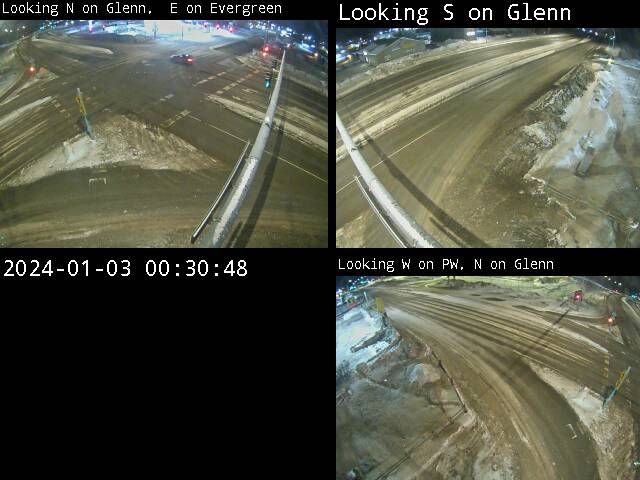 Looking N on Glenn,  E on Evergreen
Looking S on Glenn
2024-01-03 00:30:48
Looking W on PW, N on Glenn